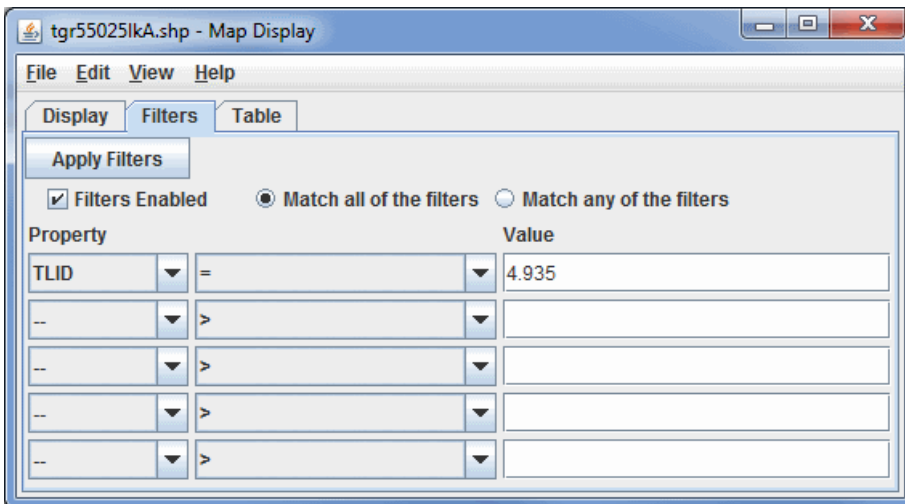 tgr55025lkA.shp - Map Display
File Edit View Help
Display Filters Table
Apply Filters
Filters Enabled Match all of the filters Match any of the filters
Property Value
TLID = 4.935
-- >
-- >
-- >
-- >